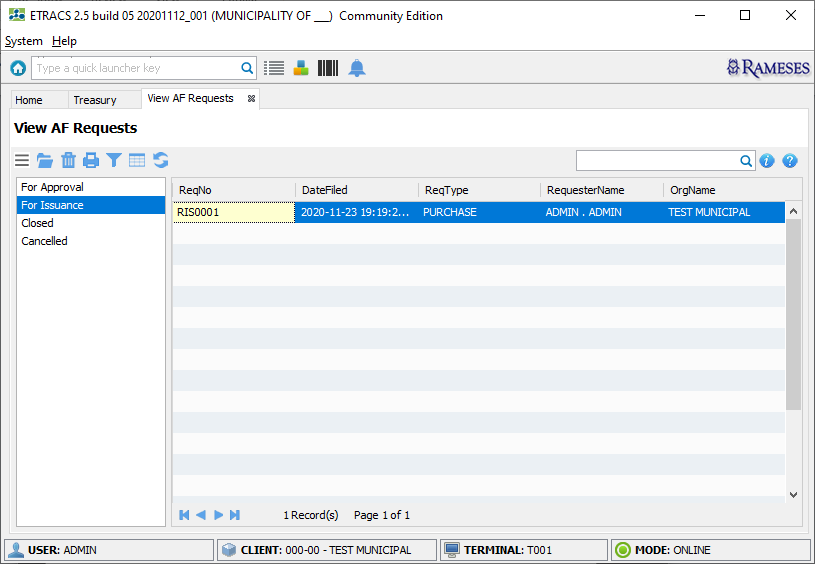 ETRACS 2.5 build 05 20201112_001 (MUNICIPALITY OF ___) Community Edition
System Help
Type a quick launcher key
RAMESES
Home Treasury View AF Requests
View AF Requests
For Approval
For Issuance
Closed
Cancelled
ReqNo DateFiled ReqType RequesterName OrgName
RIS0001 2020-11-23 19:19:2... PURCHASE ADMIN . ADMIN TEST MUNICIPAL
1 Record(s) Page 1 of 1
USER: ADMIN CLIENT: 000-00 - TEST MUNICIPAL TERMINAL: T001 MODE: ONLINE